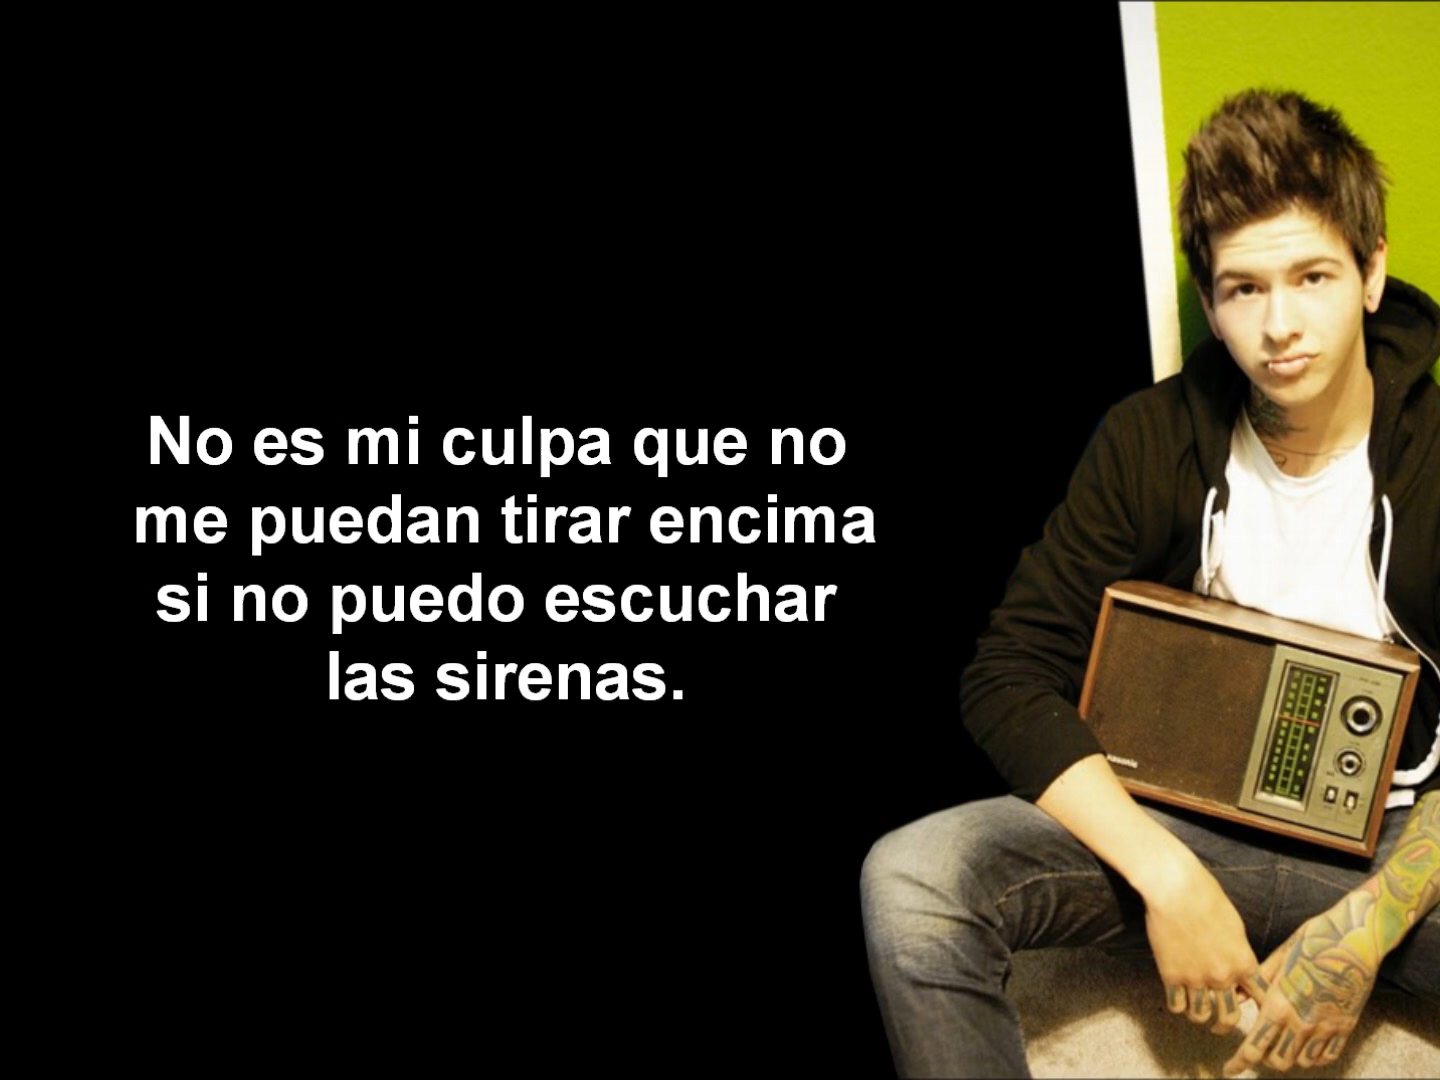 No es mi culpa que no
me puedan tirar encima
si no puedo escuchar
las sirenas.